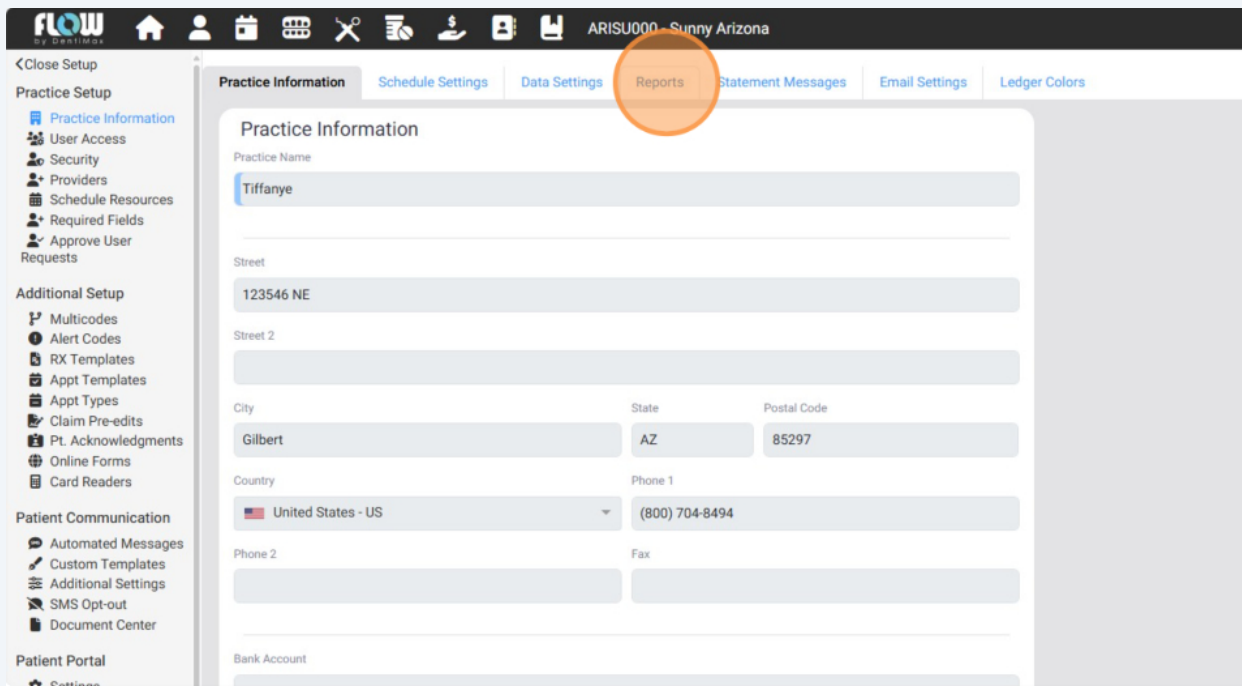 FLOW
by DentiMax
ARISU000 - Sunny Arizona
Close Setup
Practice Setup
Practice Information
User Access
Security
Providers
Schedule Resources
Required Fields
Approve User
Requests
Additional Setup
Multicodes
Alert Codes
RX Templates
Appt Templates
Appt Types
Claim Pre-edits
Pt. Acknowledgments
Online Forms
Card Readers
Patient Communication
Automated Messages
Custom Templates
Additional Settings
SMS Opt-out
Document Center
Patient Portal
Settings
Practice Information Schedule Settings Data Settings Reports Statement Messages Email Settings Ledger Colors
Practice Information
Practice Name
Tiffanye
Street
123546 NE
Street 2
City State Postal Code
Gilbert AZ 85297
Country Phone 1
United States - US (800) 704-8494
Phone 2 Fax
Bank Account